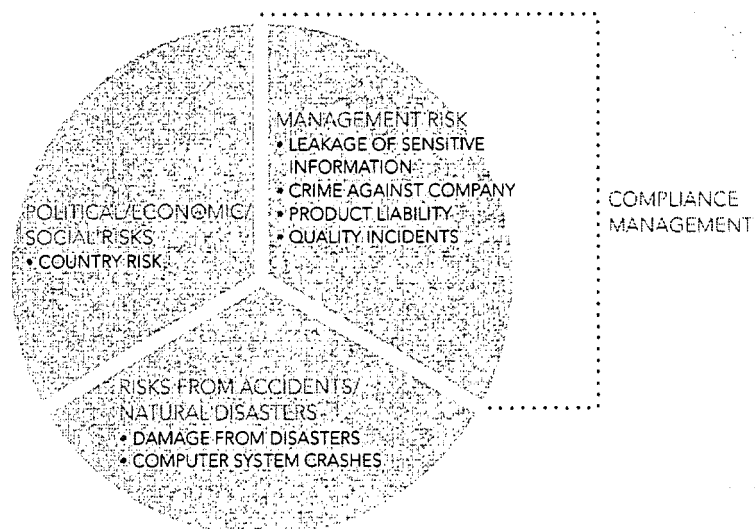 MANAGEMENT RISK
• LEAKAGE OF SENSITIVE
INFORMATION
• CRIME AGAINST COMPANY
• PRODUCT LIABILITY
• QUALITY INCIDENTS
COMPLIANCE
MANAGEMENT
POLITICAL/ECONOMIC/
SOCIAL RISKS
• COUNTRY RISK
RISKS FROM ACCIDENTS/
NATURAL DISASTERS
• DAMAGE FROM DISASTERS
• COMPUTER SYSTEM CRASHES